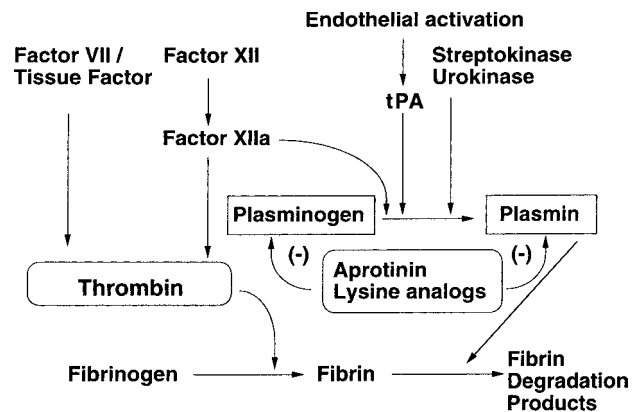 Endothelial activation
Factor VII /
Tissue Factor
Factor XII
Streptokinase
Urokinase
tPA
Factor XIIa
Plasminogen
Plasmin
(-)
(-)
Aprotinin
Lysine analogs
Thrombin
Fibrinogen
Fibrin
Fibrin
Degradation
Products